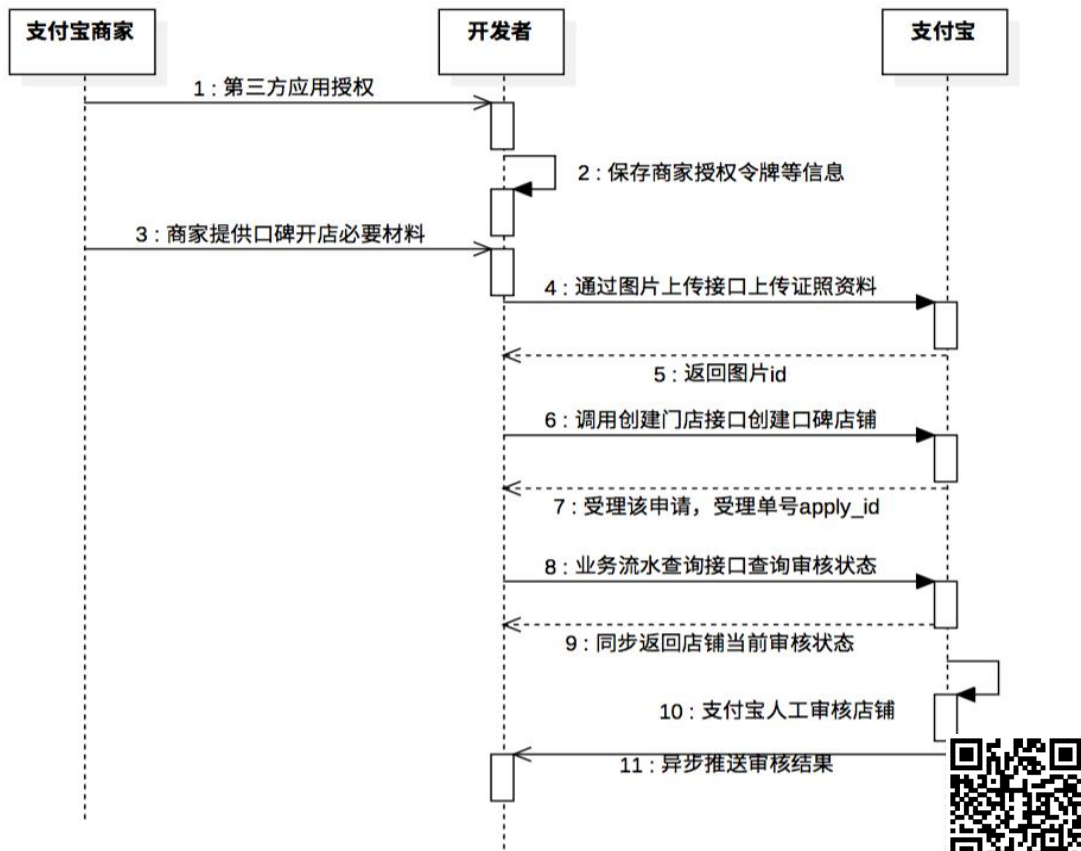 支付宝商家
开发者
支付宝
1 : 第三方应用授权
2 : 保存商家授权令牌等信息
3 : 商家提供口碑开店必要材料
4 : 通过图片上传接口上传证照资料
5 : 返回图片id
6 : 调用创建门店接口创建口碑店铺
7 : 受理该申请，受理单号apply_id
8 : 业务流水查询接口查询审核状态
9 : 同步返回店铺当前审核状态
10 : 支付宝人工审核店铺
11 : 异步推送审核结果